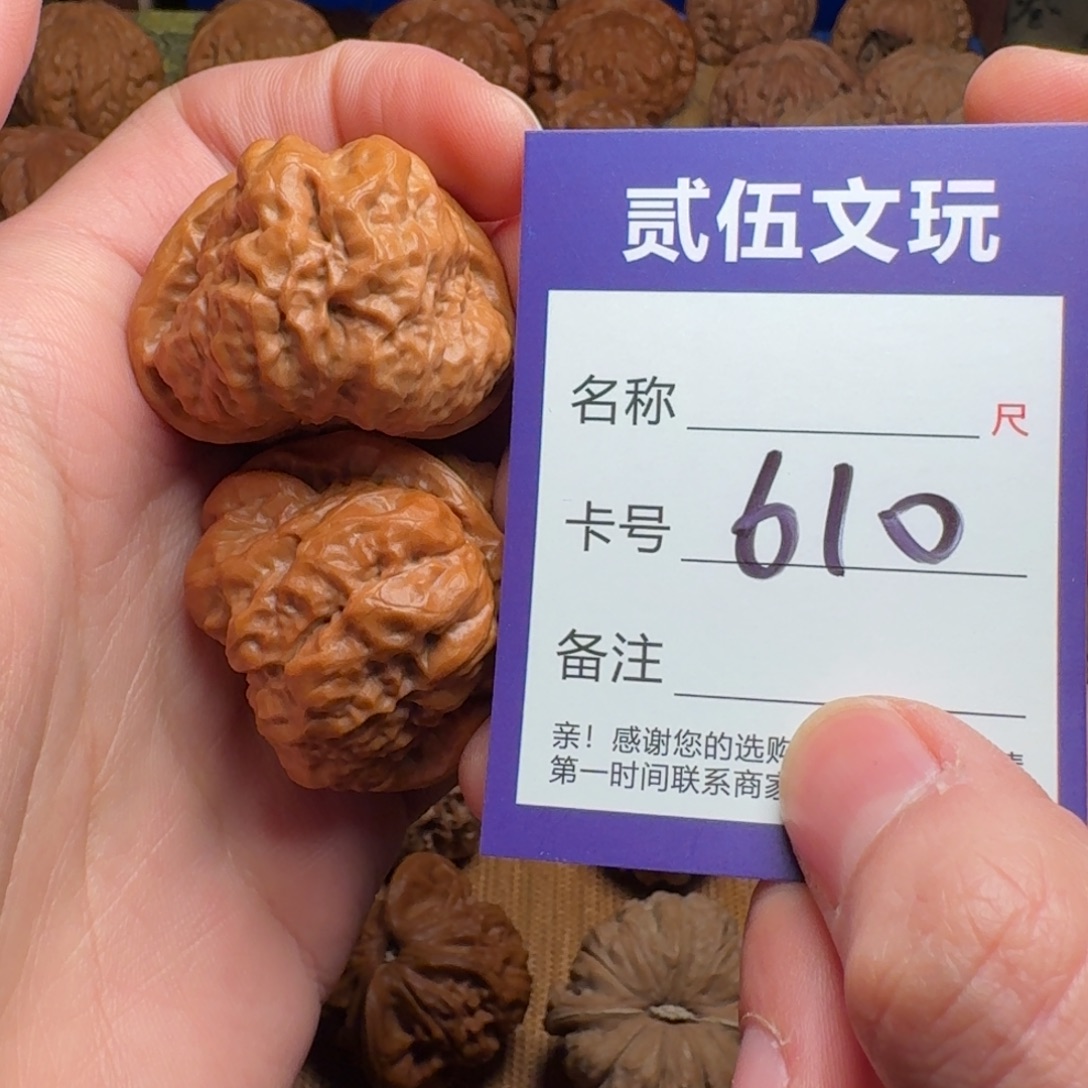 贰伍文玩
名称 尺
卡号 610
备注
亲！感谢您的选购
第一时间联系商家